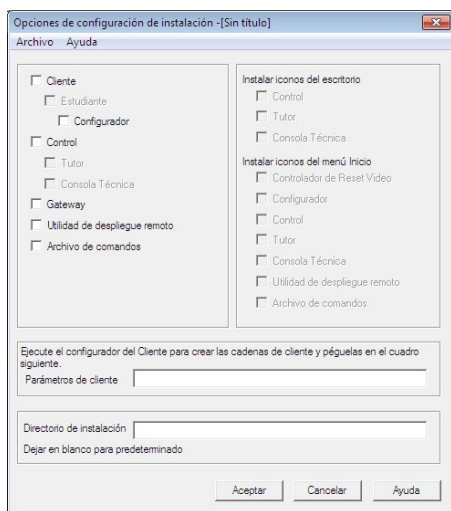 Opciones de configuración de instalación -[Sin título]
Archivo Ayuda
Cliente
Estudiante
Configurador
Control
Tutor
Consola Técnica
Gateway
Utilidad de despliegue remoto
Archivo de comandos
Instalar iconos del escritorio
Control
Tutor
Consola Técnica
Instalar iconos del menú Inicio
Controlador de Reset Video
Configurador
Control
Tutor
Consola Técnica
Utilidad de despliegue remoto
Archivo de comandos
Ejecute el configurador del Cliente para crear las cadenas de cliente y péguelas en el cuadro
siguiente.
Parámetros de cliente
Directorio de instalación
Dejar en blanco para predeterminado
Aceptar Cancelar Ayuda